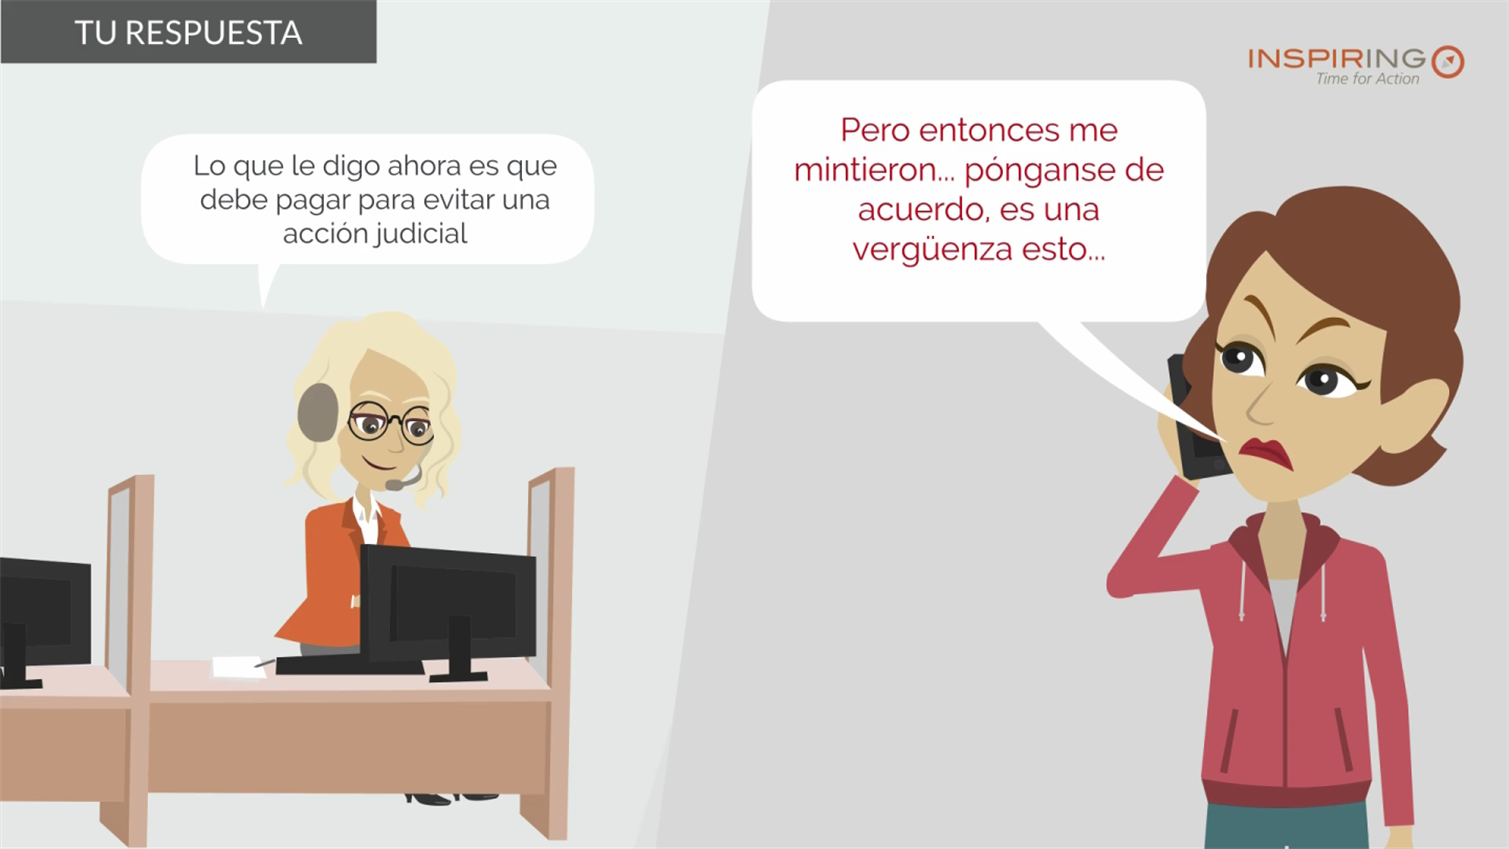 TU RESPUESTA
INSPIRING
Time for Action
Lo que le digo ahora es que
debe pagar para evitar una
acción judicial
Pero entonces me
mintieron... pónganse de
acuerdo, es una
vergüenza esto...